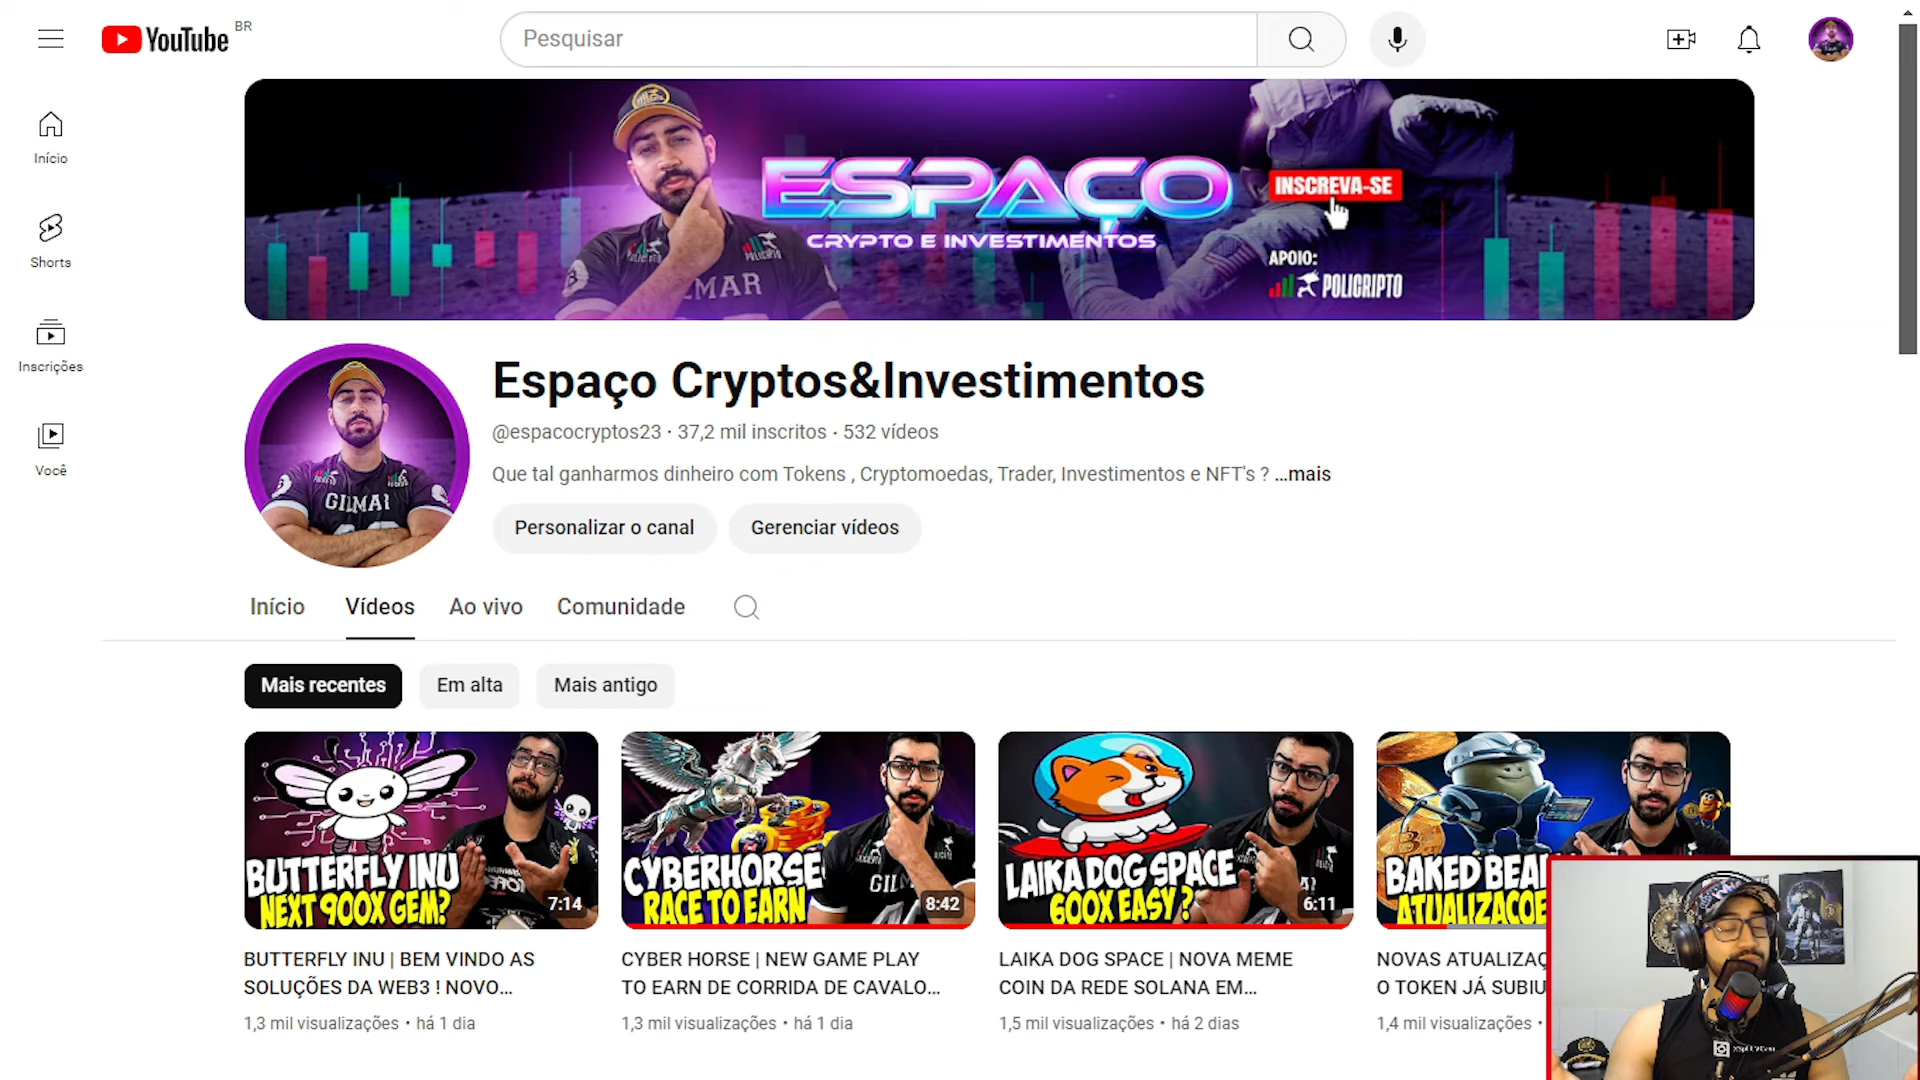 YouTube BR
Pesquisar
Início
Shorts
Inscrições
Você
ESPAÇO
CRYPTO E INVESTIMENTOS
INSCREVA-SE
APOIO:
POLICRIPTO
Espaço Cryptos&Investimentos
@espacocryptos23 · 37,2 mil inscritos · 532 vídeos
Que tal ganharmos dinheiro com Tokens , Cryptomoedas, Trader, Investimentos e NFT's ? ...mais
GILMAR
Personalizar o canal
Gerenciar vídeos
Início
Vídeos
Ao vivo
Comunidade
Mais recentes
Em alta
Mais antigo
BUTTERFLY INU
NEXT 900X GEM?
7:14
CYBERHORSE
RACE TO EARN
8:42
LAIKA DOG SPACE
600X EASY ?
6:11
BAKED BEA
ATUALIZACOE
BUTTERFLY INU | BEM VINDO AS
SOLUÇÕES DA WEB3 ! NOVO...
1,3 mil visualizações • há 1 dia
CYBER HORSE | NEW GAME PLAY
TO EARN DE CORRIDA DE CAVALO...
1,3 mil visualizações • há 1 dia
LAIKA DOG SPACE | NOVA MEME
COIN DA REDE SOLANA EM...
1,5 mil visualizações • há 2 dias
NOVAS ATUALIZAÇ
O TOKEN JÁ SUBIU
1,4 mil visualizações •